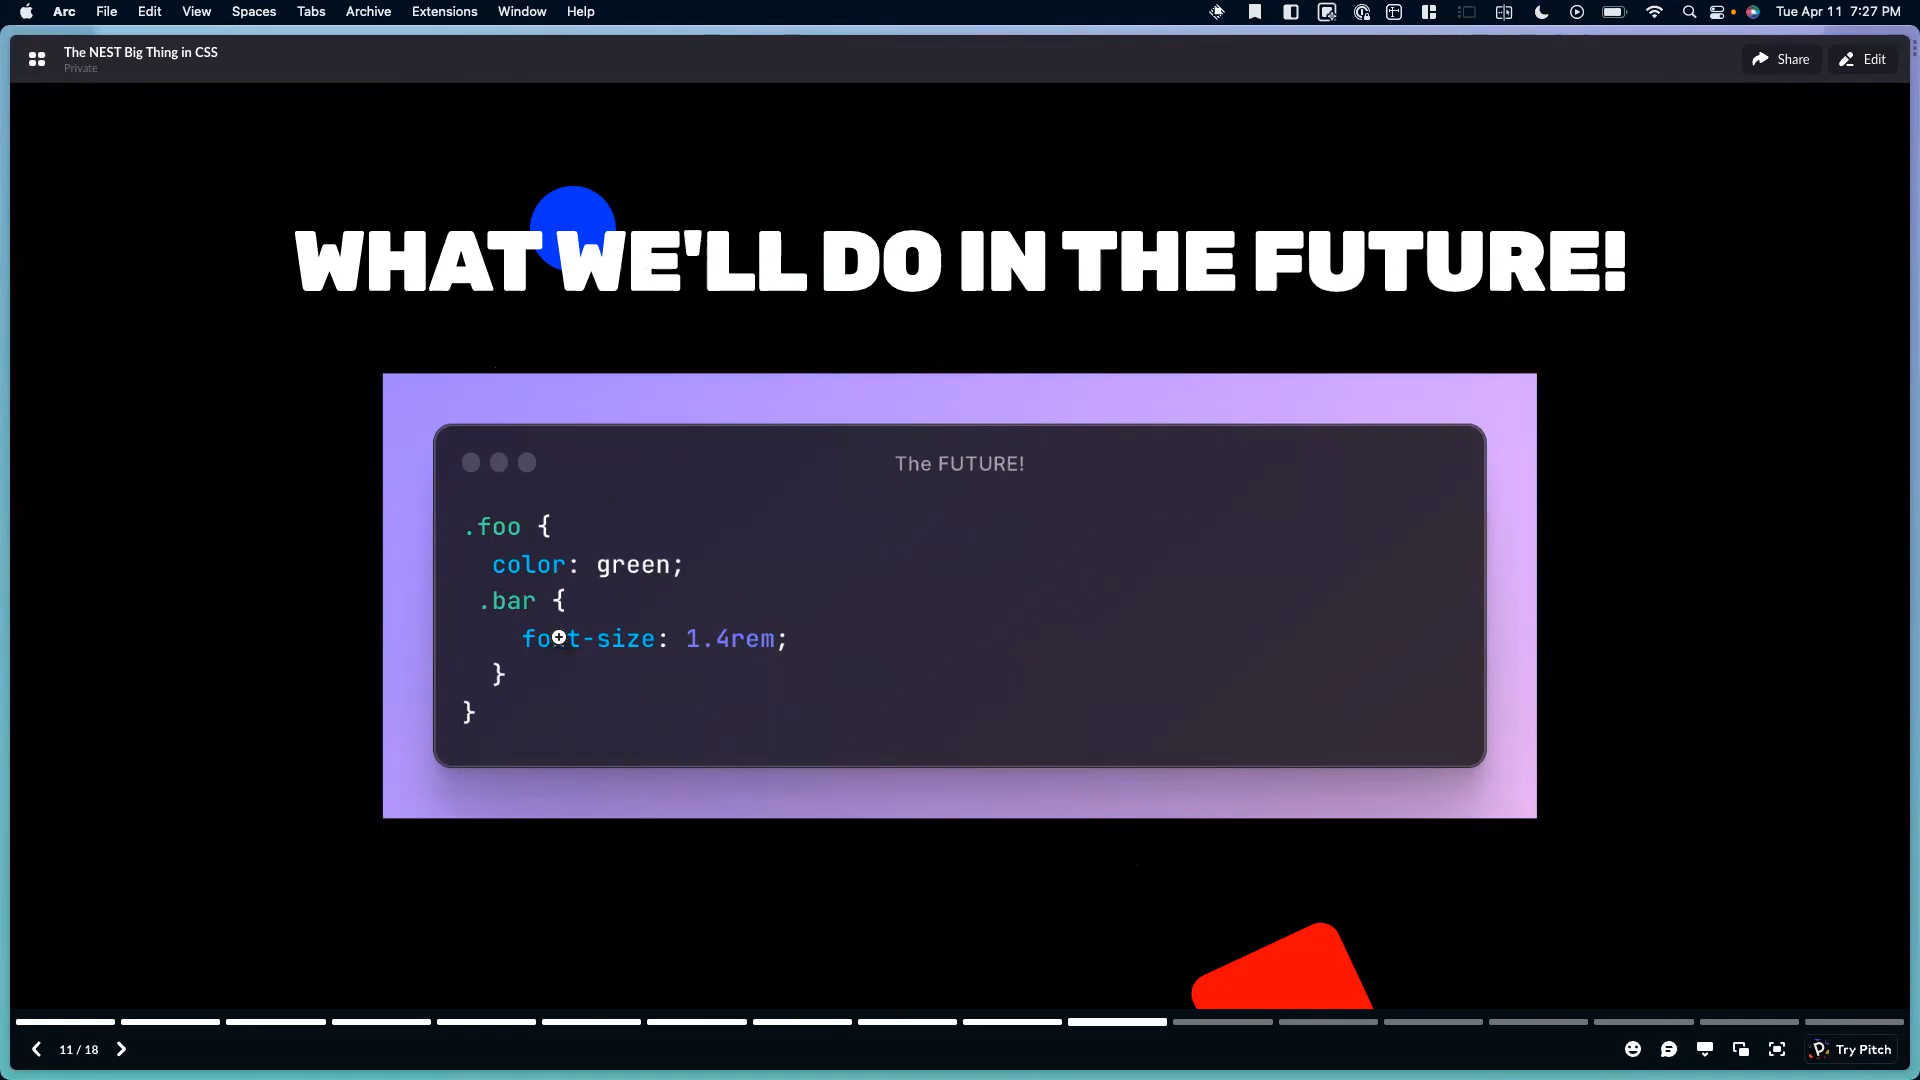 Arc File Edit View Spaces Tabs Archive Extensions Window Help Tue Apr 11 7:27 PM
The NEST Big Thing in CSS
Private
Share Edit
WHAT WE'LL DO IN THE FUTURE!
The FUTURE!
.foo {
color: green;
.bar {
font-size: 1.4rem;
}
}
11 / 18
Try Pitch